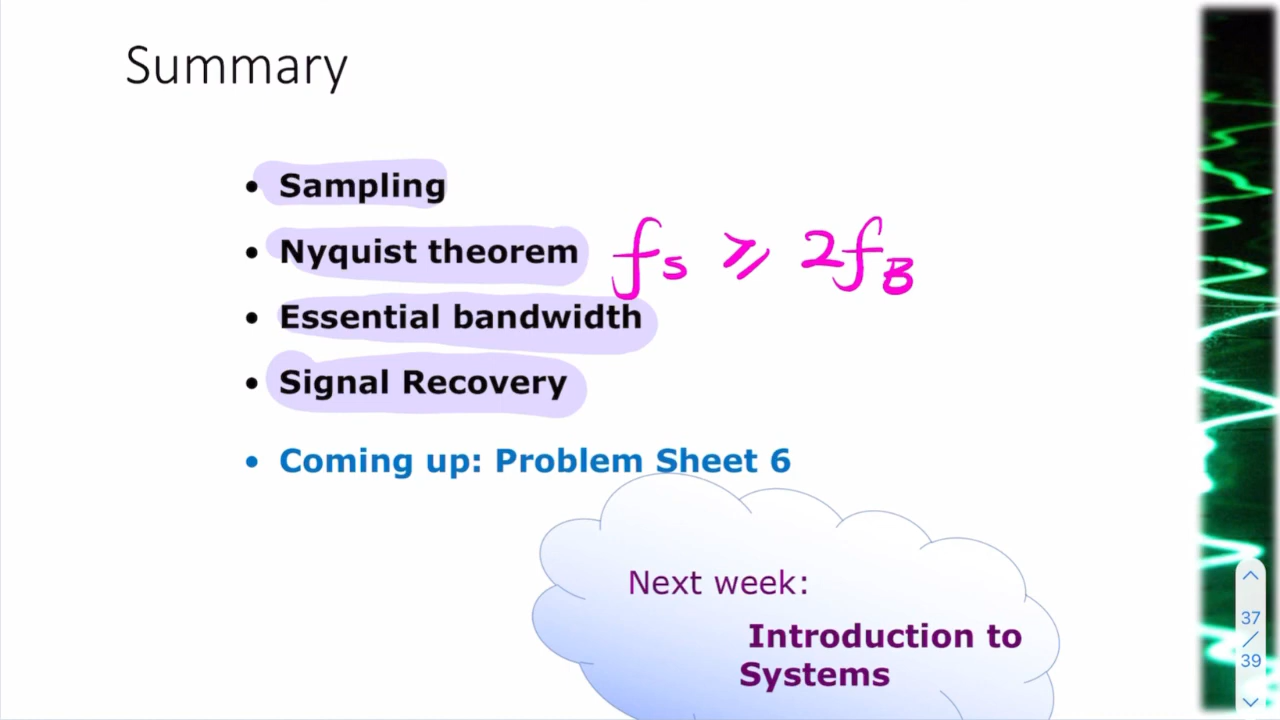 Summary
• Sampling
• Nyquist theorem fs ⩾ 2fB
• Essential bandwidth
• Signal Recovery
• Coming up: Problem Sheet 6
Next week:
Introduction to
Systems
37
/
39